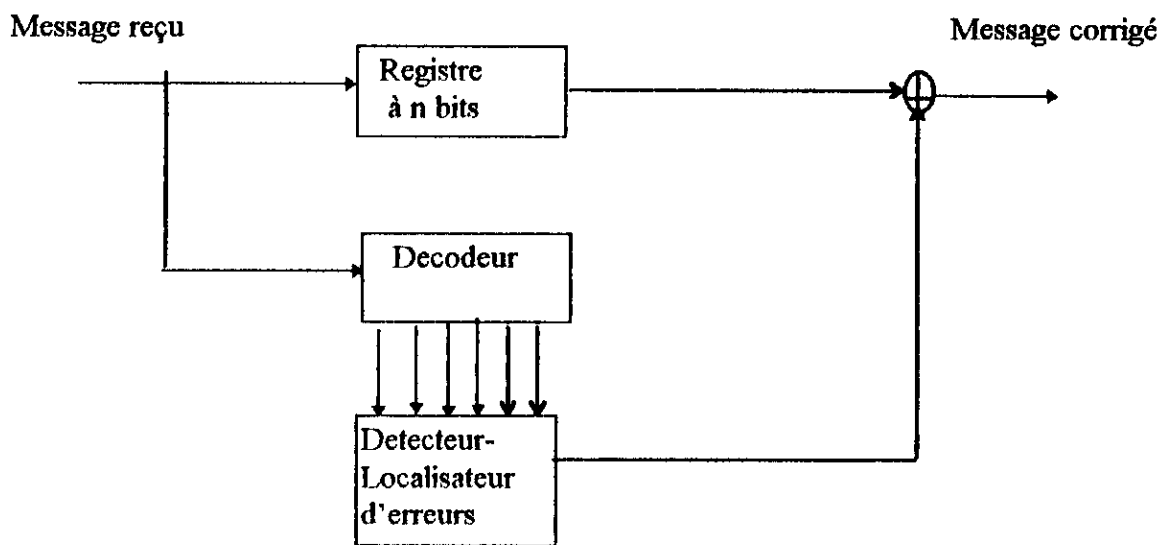 Message reçu
Message corrigé
Registre
à n bits
Decodeur
Detecteur-
Localisateur
d'erreurs